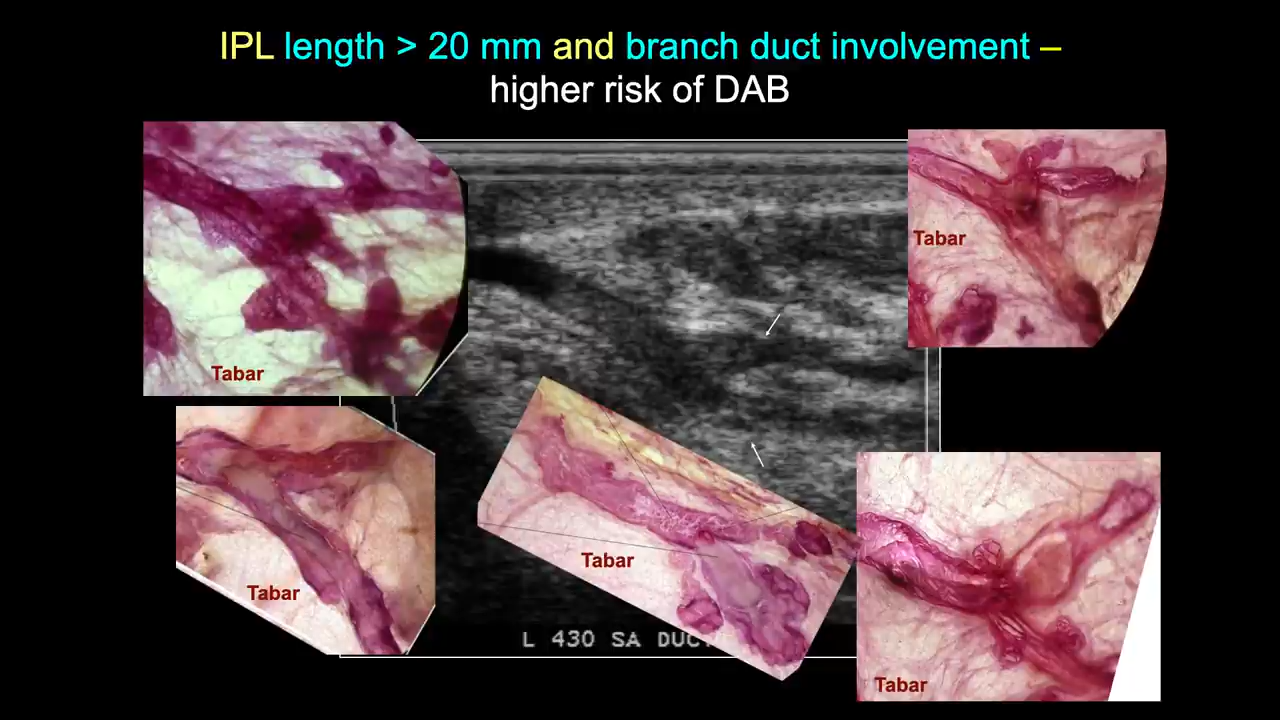 IPL length > 20 mm and branch duct involvement –
higher risk of DAB
Tabar
Tabar
Tabar
Tabar
Tabar
L 430 SA